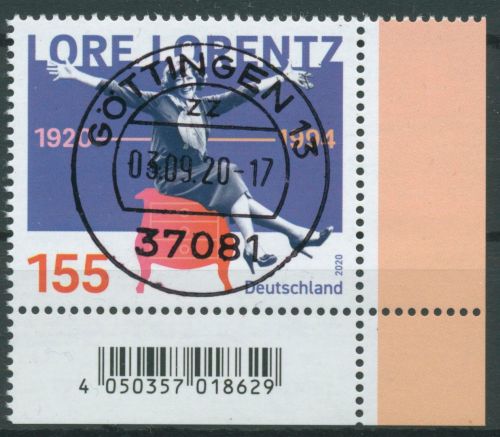 LORE LORENTZ
GÖTTINGEN 13
zz
1920
1994
03.09.20-17
37081
155
Deutschland
2020
4 050357 018629